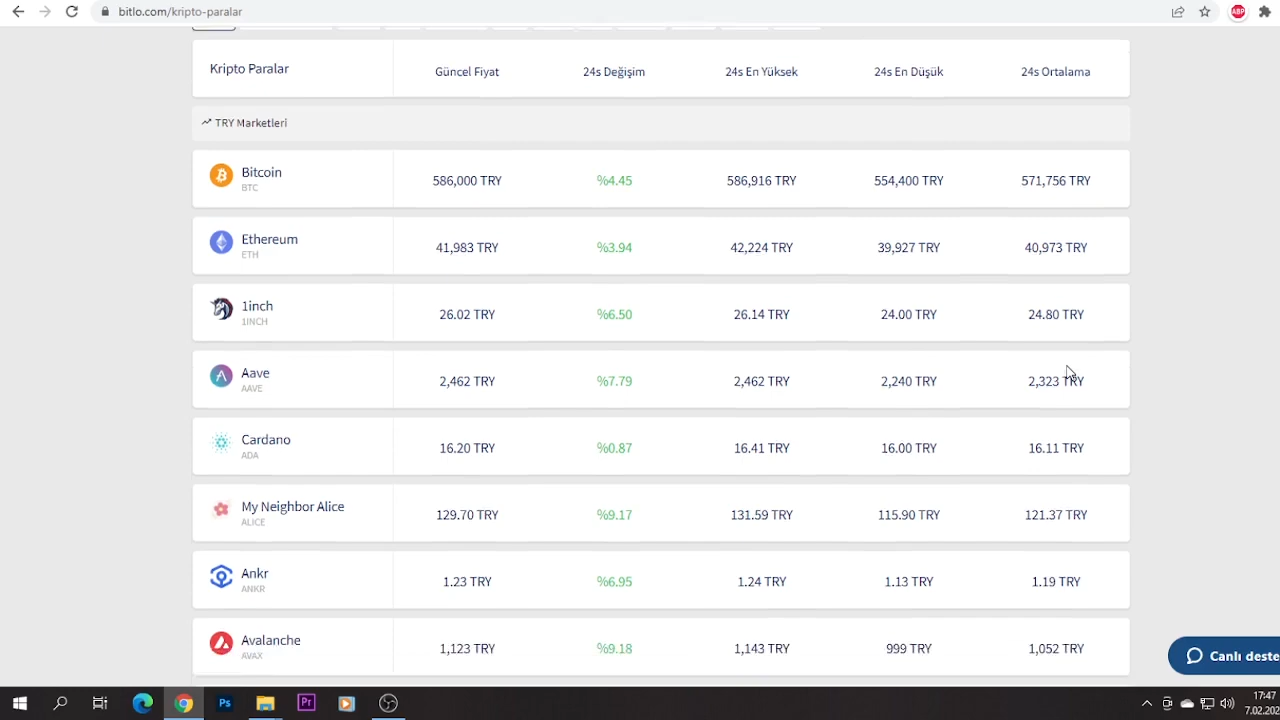 bitlo.com/kripto-paralar
ABP
Kripto Paralar Güncel Fiyat 24s Değişim 24s En Yüksek 24s En Düşük 24s Ortalama
TRY Marketleri
Bitcoin
BTC
586,000 TRY %4.45 586,916 TRY 554,400 TRY 571,756 TRY
Ethereum
ETH
41,983 TRY %3.94 42,224 TRY 39,927 TRY 40,973 TRY
1inch
1INCH
26.02 TRY %6.50 26.14 TRY 24.00 TRY 24.80 TRY
Aave
AAVE
2,462 TRY %7.79 2,462 TRY 2,240 TRY 2,323 TRY
Cardano
ADA
16.20 TRY %0.87 16.41 TRY 16.00 TRY 16.11 TRY
My Neighbor Alice
ALICE
129.70 TRY %9.17 131.59 TRY 115.90 TRY 121.37 TRY
Ankr
ANKR
1.23 TRY %6.95 1.24 TRY 1.13 TRY 1.19 TRY
Avalanche
AVAX
1,123 TRY %9.18 1,143 TRY 999 TRY 1,052 TRY
Canlı deste
Ps
Pr
17:47
7.02.202